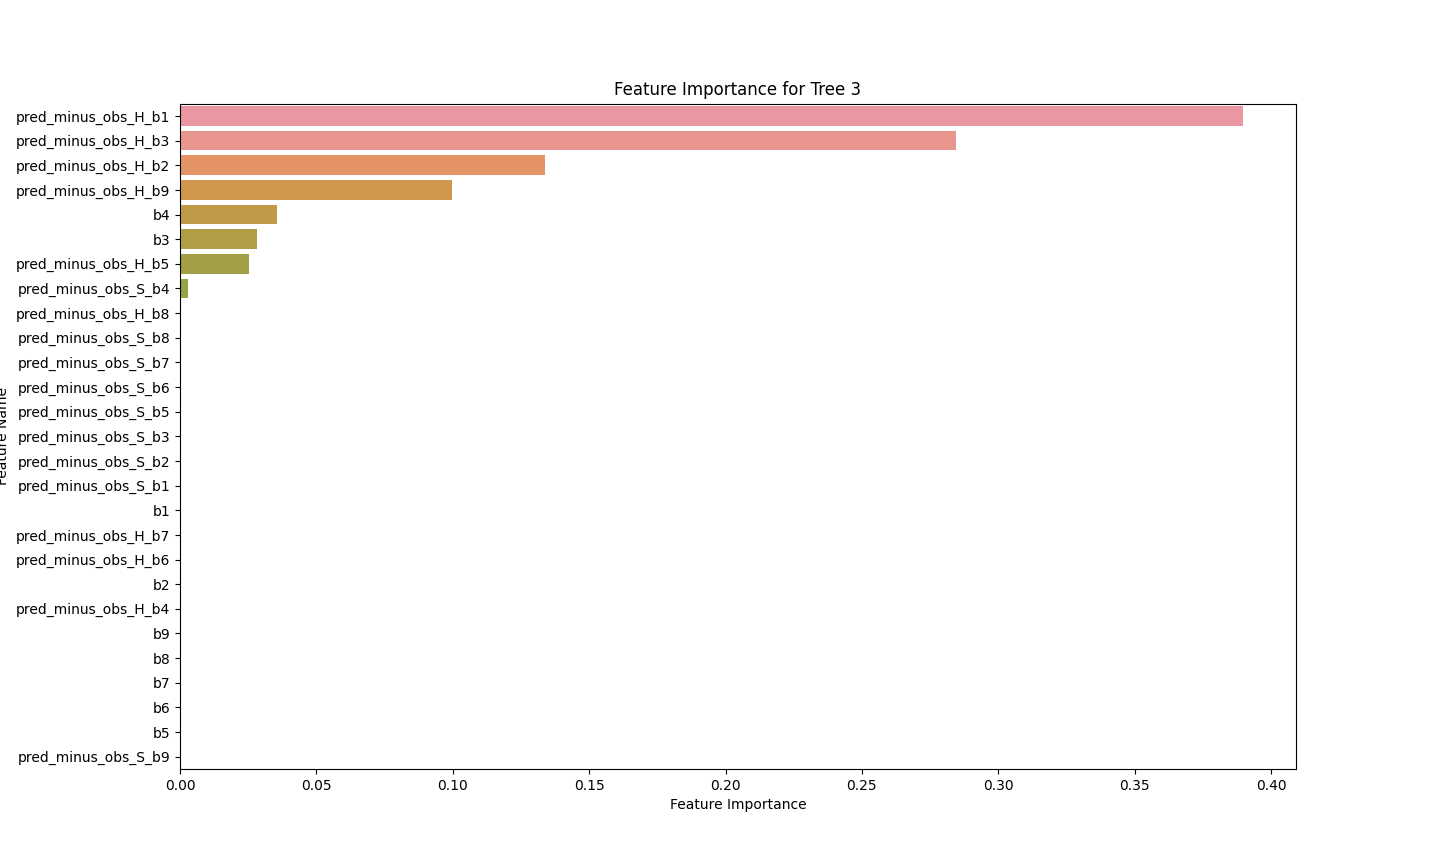 Feature Importance for Tree 3
pred_minus_obs_H_b1
pred_minus_obs_H_b3
pred_minus_obs_H_b2
pred_minus_obs_H_b9
b4
b3
pred_minus_obs_H_b5
pred_minus_obs_S_b4
pred_minus_obs_H_b8
pred_minus_obs_S_b8
pred_minus_obs_S_b7
pred_minus_obs_S_b6
pred_minus_obs_S_b5
pred_minus_obs_S_b3
pred_minus_obs_S_b2
pred_minus_obs_S_b1
b1
pred_minus_obs_H_b7
pred_minus_obs_H_b6
b2
pred_minus_obs_H_b4
b9
b8
b7
b6
b5
pred_minus_obs_S_b9
Feature Name
0.00 0.05 0.10 0.15 0.20 0.25 0.30 0.35 0.40
Feature Importance